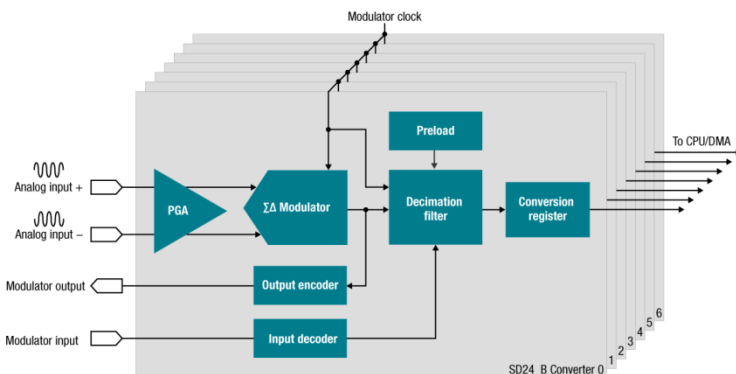 Modulator clock
Preload
To CPU/DMA
Analog input +
PGA
ΣΔ Modulator
Decimation
filter
Conversion
register
Analog input –
Modulator output
Output encoder
Modulator input
Input decoder
SD24_B Converter 0
1
2
3
4
5
6